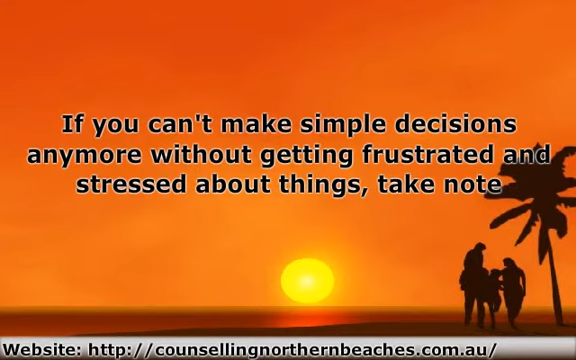 If you can't make simple decisions
anymore without getting frustrated and
stressed about things, take note
Website: http://counsellingnorthernbeaches.com.au/